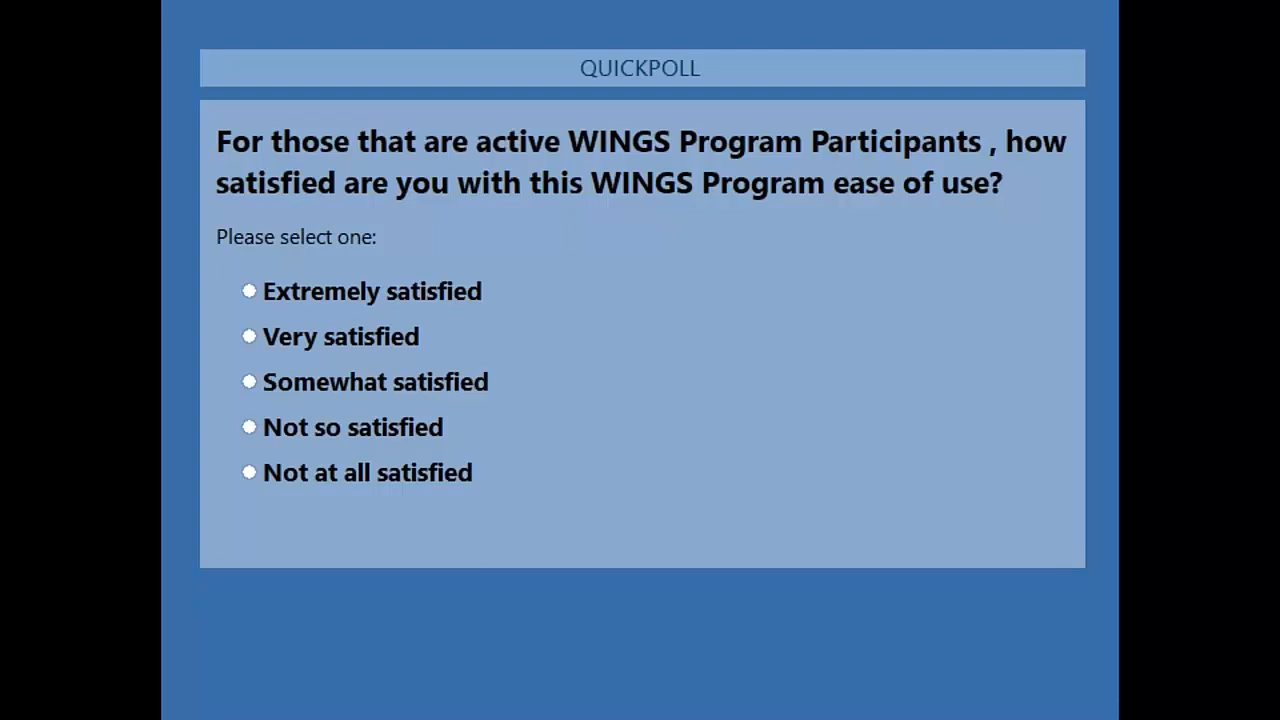 QUICKPOLL
For those that are active WINGS Program Participants , how
satisfied are you with this WINGS Program ease of use?
Please select one:
Extremely satisfied
Very satisfied
Somewhat satisfied
Not so satisfied
Not at all satisfied